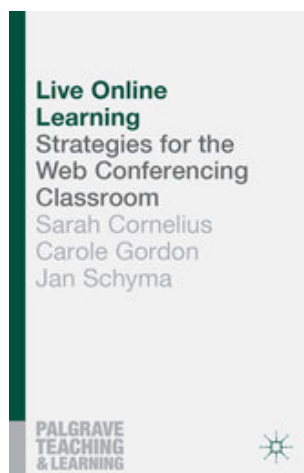 Live Online
Learning
Strategies for the
Web Conferencing
Classroom
Sarah Cornelius
Carole Gordon
Jan Schyma
PALGRAVE
TEACHING
& LEARNING